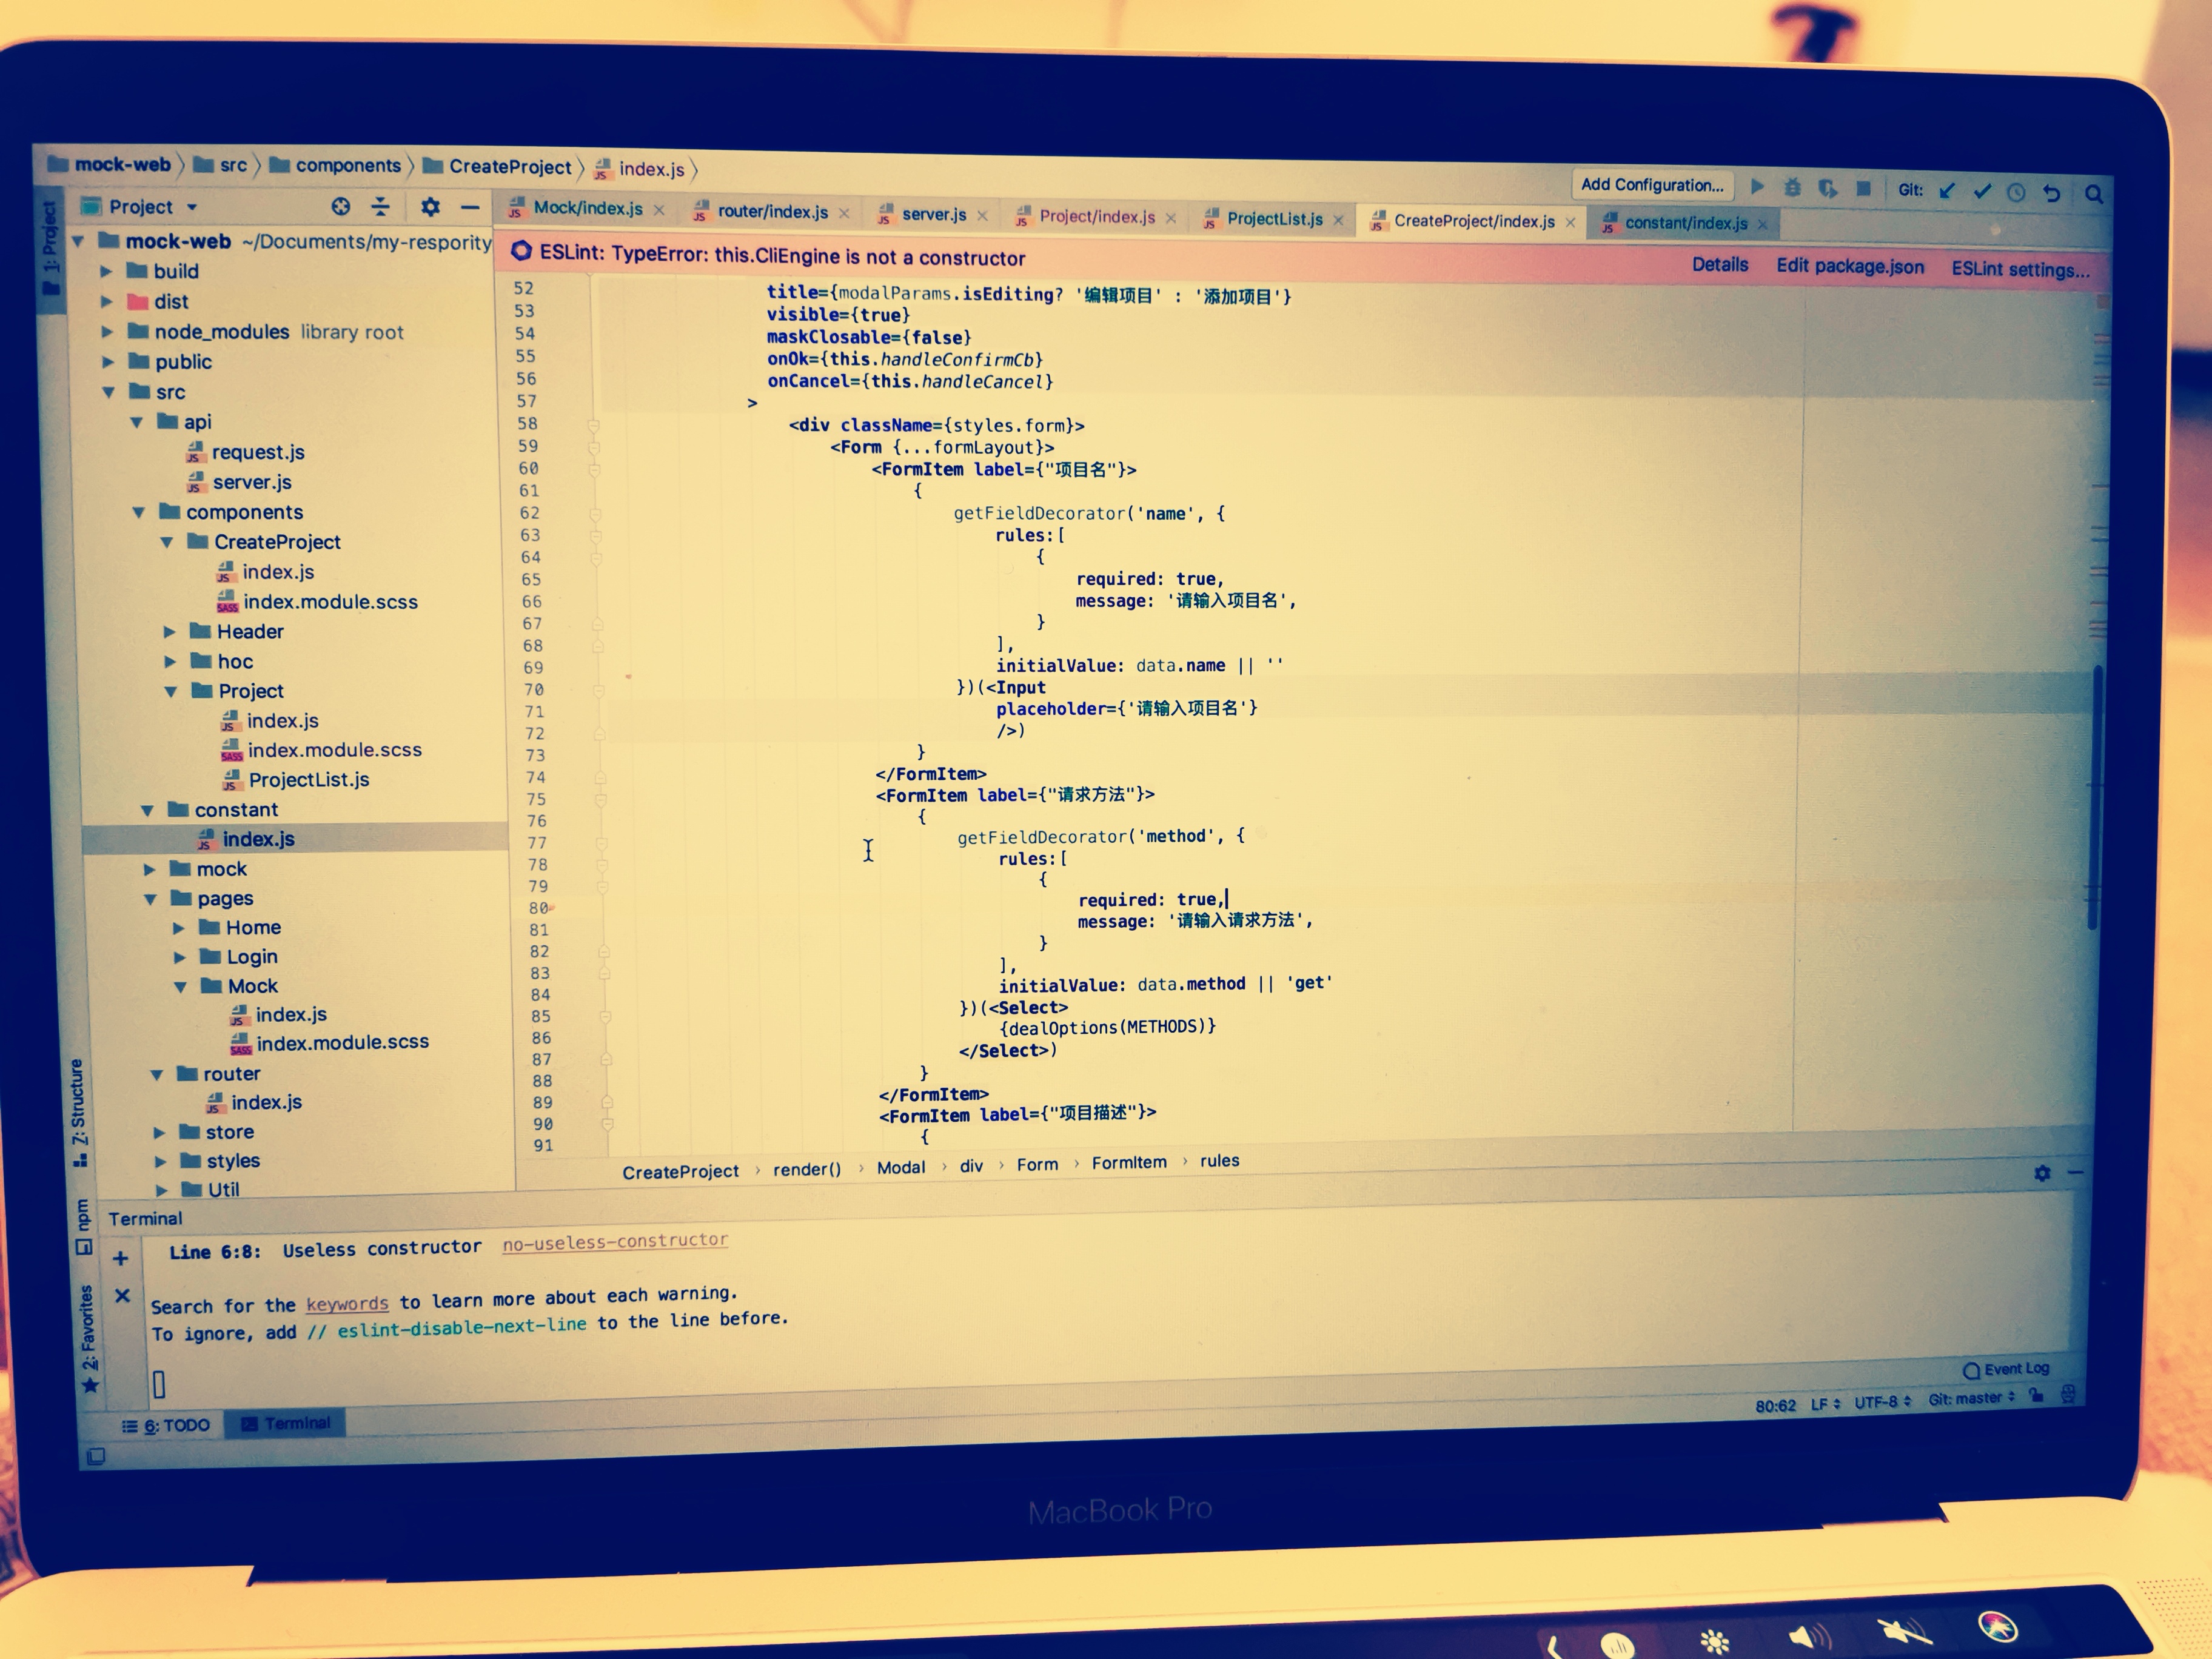 mock-web src components CreateProject index.js
Add Configuration... Git:
1: Project
Project
Mock/index.js router/index.js server.js Project/index.js ProjectList.js CreateProject/index.js constant/index.js
mock-web ~/Documents/my-respority
build
dist
node_modules library root
public
src
api
request.js
server.js
components
CreateProject
index.js
index.module.scss
Header
hoc
Project
index.js
index.module.scss
ProjectList.js
constant
index.js
mock
pages
Home
Login
Mock
index.js
index.module.scss
router
index.js
store
styles
Util
ESLint: TypeError: this.CliEngine is not a constructor
Details Edit package.json ESLint settings...
52 title={modalParams.isEditing? '编辑项目' : '添加项目'}
53 visible={true}
54 maskClosable={false}
55 onOk={this.handleConfirmCb}
56 onCancel={this.handleCancel}
57 >
58 <div className={styles.form}>
59 <Form {...formLayout}>
60 <FormItem label={"项目名"}>
61 {
62 getFieldDecorator('name', {
63 rules:[
64 {
65 required: true,
66 message: '请输入项目名',
67 }
68 ],
69 initialValue: data.name || ''
70 })(<Input
71 placeholder={'请输入项目名'}
72 />)
73 }
74 </FormItem>
75 <FormItem label={"请求方法"}>
76 {
77 getFieldDecorator('method', {
78 rules:[
79 {
80 required: true,
81 message: '请输入请求方法',
82 }
83 ],
84 initialValue: data.method || 'get'
85 })(<Select>
86 {dealOptions(METHODS)}
87 </Select>)
88 }
89 </FormItem>
90 <FormItem label={"项目描述"}>
91 {
CreateProject › render() › Modal › div › Form › FormItem › rules
7: Structure
npm
2: Favorites
Terminal
Line 6:8: Useless constructor no-useless-constructor
Search for the keywords to learn more about each warning.
To ignore, add // eslint-disable-next-line to the line before.
Event Log
6: TODO Terminal
80:62 LF UTF-8 Git: master
MacBook Pro